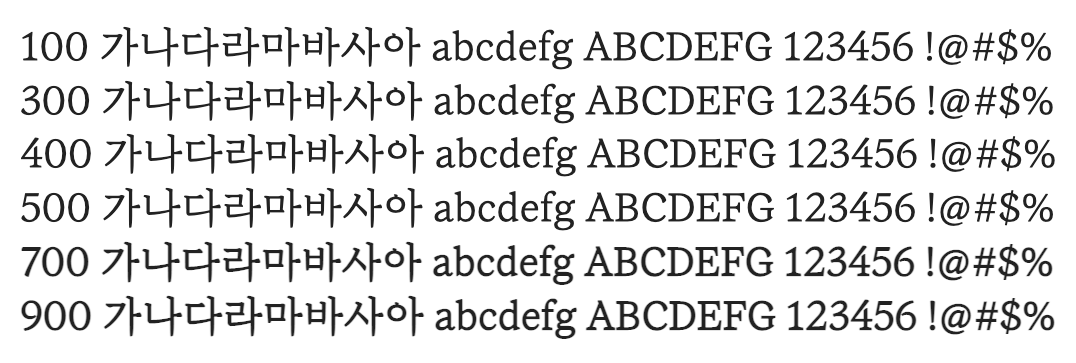 100 가나다라마바사아 abcdefg ABCDEFG 123456 !@#$%
300 가나다라마바사아 abcdefg ABCDEFG 123456 !@#$%
400 가나다라마바사아 abcdefg ABCDEFG 123456 !@#$%
500 가나다라마바사아 abcdefg ABCDEFG 123456 !@#$%
700 가나다라마바사아 abcdefg ABCDEFG 123456 !@#$%
900 가나다라마바사아 abcdefg ABCDEFG 123456 !@#$%